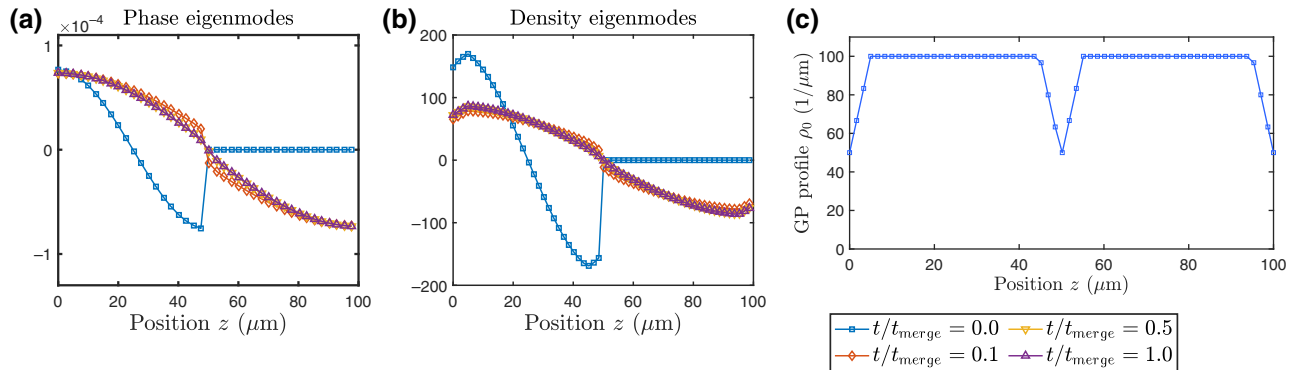 (a) Phase eigenmodes
×10⁻⁴
1
0
−1
0 20 40 60 80 100
Position z (μm)
(b) Density eigenmodes
200
100
0
−100
−200
0 20 40 60 80 100
Position z (μm)
(c)
GP profile ρ₀ (1/μm)
100
80
60
40
20
0
0 20 40 60 80 100
Position z (μm)
t/t_merge = 0.0
t/t_merge = 0.5
t/t_merge = 0.1
t/t_merge = 1.0